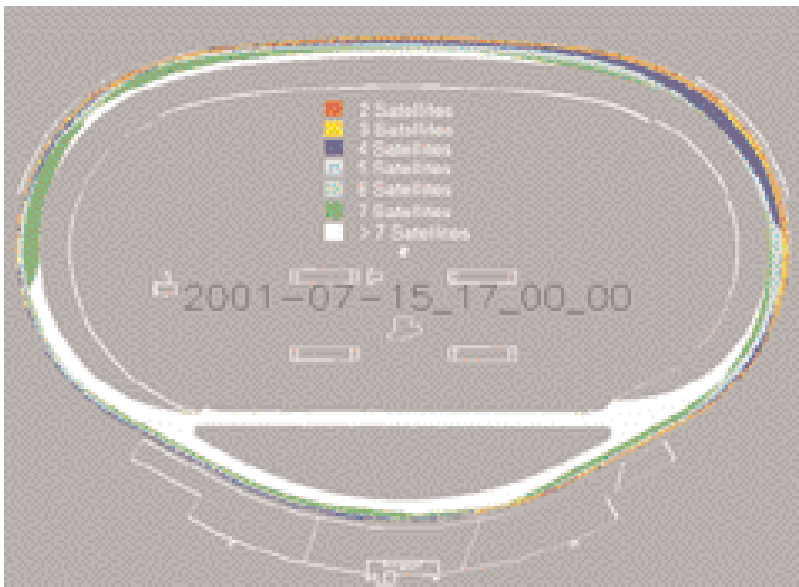 2 Satellites
3 Satellites
4 Satellites
5 Satellites
6 Satellites
7 Satellites
> 7 Satellites
2001-07-15_17_00_00